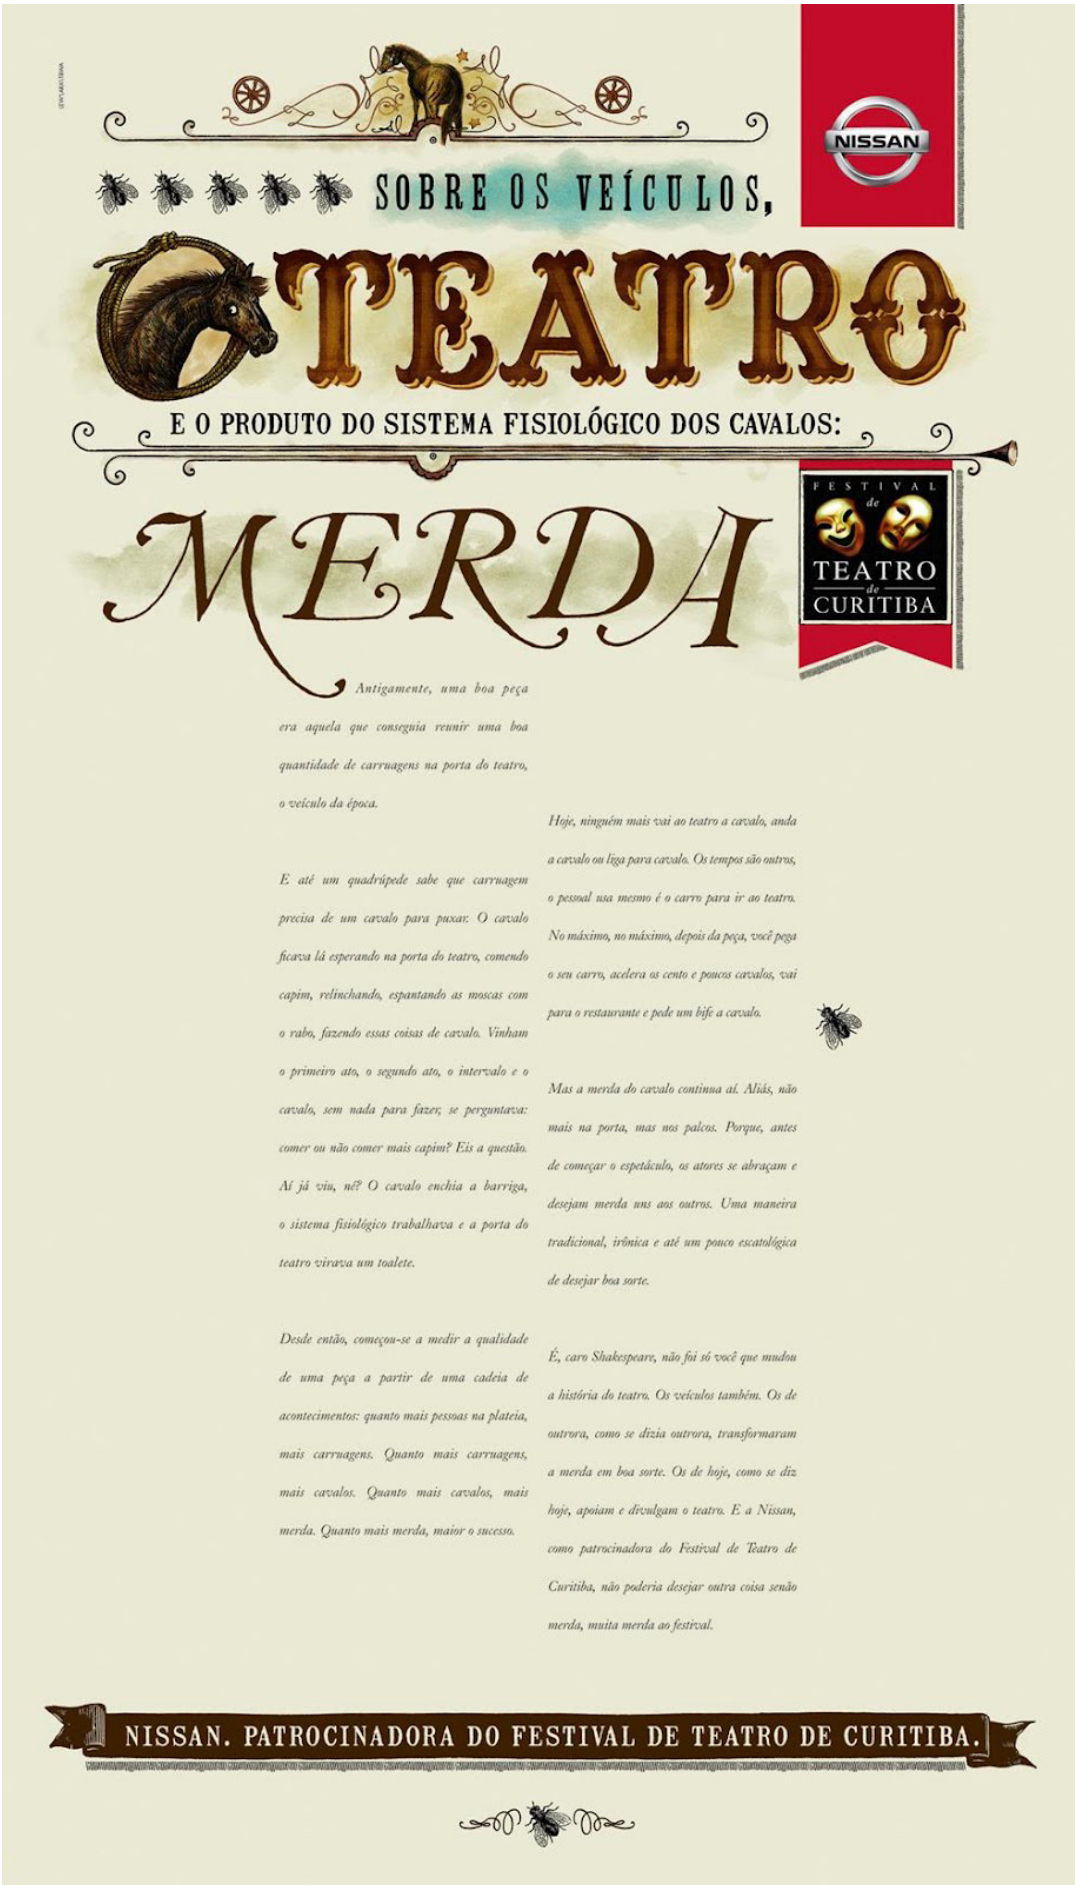 NISSAN
SOBRE OS VEÍCULOS,
O TEATRO
E O PRODUTO DO SISTEMA FISIOLÓGICO DOS CAVALOS:
MERDA
FESTIVAL
de
TEATRO
de
CURITIBA
Antigamente, uma boa peça
era aquela que conseguia reunir uma boa
quantidade de carruagens na porta do teatro,
o veículo da época.
E até um quadrúpede sabe que carruagem
precisa de um cavalo para puxar. O cavalo
ficava lá esperando na porta do teatro, comendo
capim, relinchando, espantando as moscas com
o rabo, fazendo essas coisas de cavalo. Vinham
o primeiro ato, o segundo ato, o intervalo e o
cavalo, sem nada para fazer, se perguntava:
comer ou não comer mais capim? Eis a questão.
Aí já viu, né? O cavalo enchia a barriga,
o sistema fisiológico trabalhava e a porta do
teatro virava um toalete.
Desde então, começou-se a medir a qualidade
de uma peça a partir de uma cadeia de
acontecimentos: quanto mais pessoas na plateia,
mais carruagens. Quanto mais carruagens,
mais cavalos. Quanto mais cavalos, mais
merda. Quanto mais merda, maior o sucesso.
Hoje, ninguém mais vai ao teatro a cavalo, anda
a cavalo ou liga para cavalo. Os tempos são outros,
o pessoal usa mesmo é o carro para ir ao teatro.
No máximo, no máximo, depois da peça, você pega
o seu carro, acelera os cento e poucos cavalos, vai
para o restaurante e pede um bife a cavalo.
Mas a merda do cavalo continua aí. Aliás, não
mais na porta, mas nos palcos. Porque, antes
de começar o espetáculo, os atores se abraçam e
desejam merda uns aos outros. Uma maneira
tradicional, irônica e até um pouco escatológica
de desejar boa sorte.
É, caro Shakespeare, não foi só você que mudou
a história do teatro. Os veículos também. Os de
outrora, como se dizia outrora, transformaram
a merda em boa sorte. Os de hoje, como se diz
hoje, apoiam e divulgam o teatro. E a Nissan,
como patrocinadora do Festival de Teatro de
Curitiba, não poderia desejar outra coisa senão
merda, muita merda ao festival.
NISSAN. PATROCINADORA DO FESTIVAL DE TEATRO DE CURITIBA.